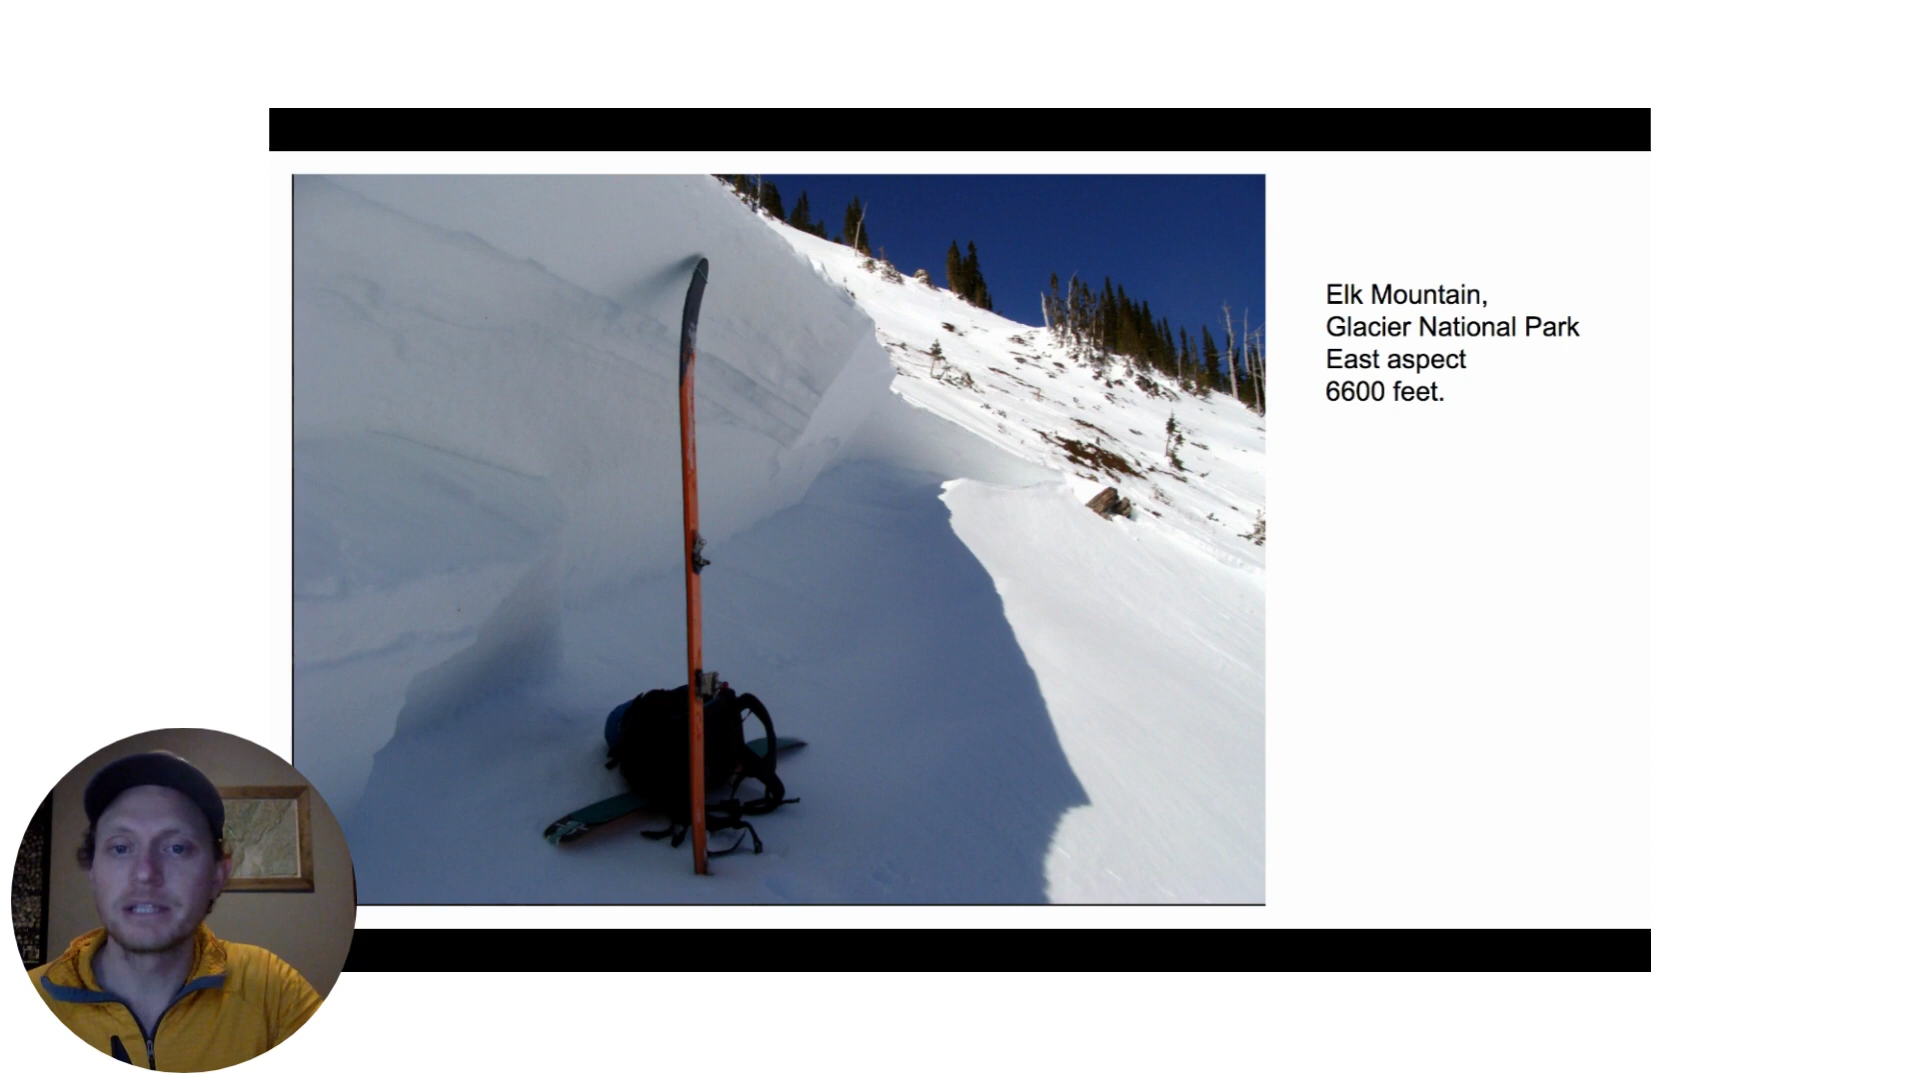 Elk Mountain,
Glacier National Park
East aspect
6600 feet.